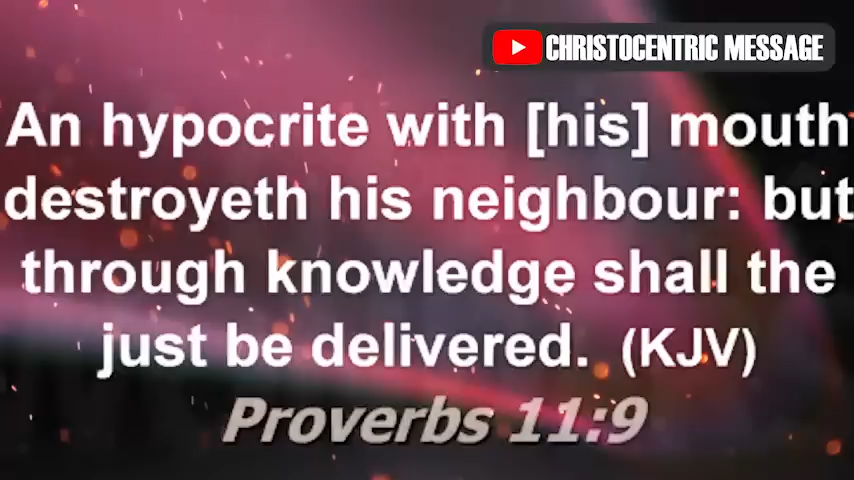 CHRISTOCENTRIC MESSAGE
An hypocrite with [his] mouth
destroyeth his neighbour: but
through knowledge shall the
just be delivered. (KJV)
Proverbs 11:9